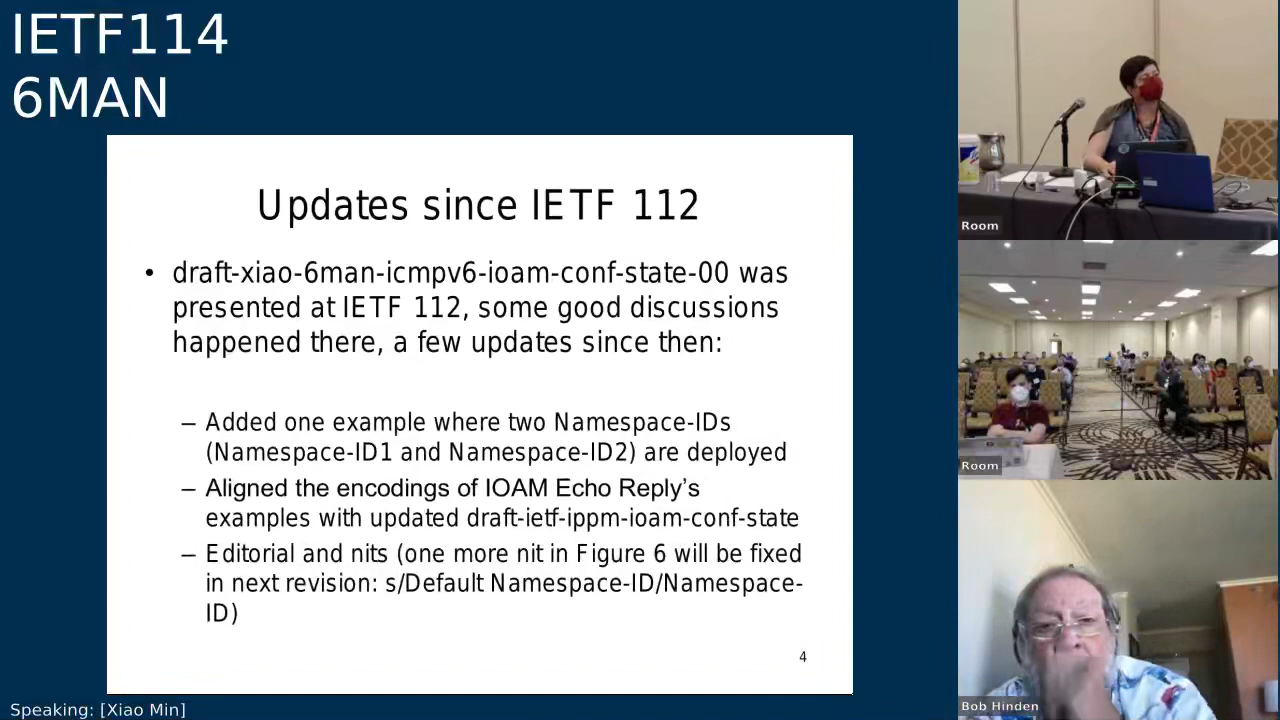 IETF114
6MAN
Updates since IETF 112
• draft-xiao-6man-icmpv6-ioam-conf-state-00 was
presented at IETF 112, some good discussions
happened there, a few updates since then:
– Added one example where two Namespace-IDs
(Namespace-ID1 and Namespace-ID2) are deployed
– Aligned the encodings of IOAM Echo Reply’s
examples with updated draft-ietf-ippm-ioam-conf-state
– Editorial and nits (one more nit in Figure 6 will be fixed
in next revision: s/Default Namespace-ID/Namespace-
ID)
4
Speaking: [Xiao Min]
Room
Room
Bob Hinden